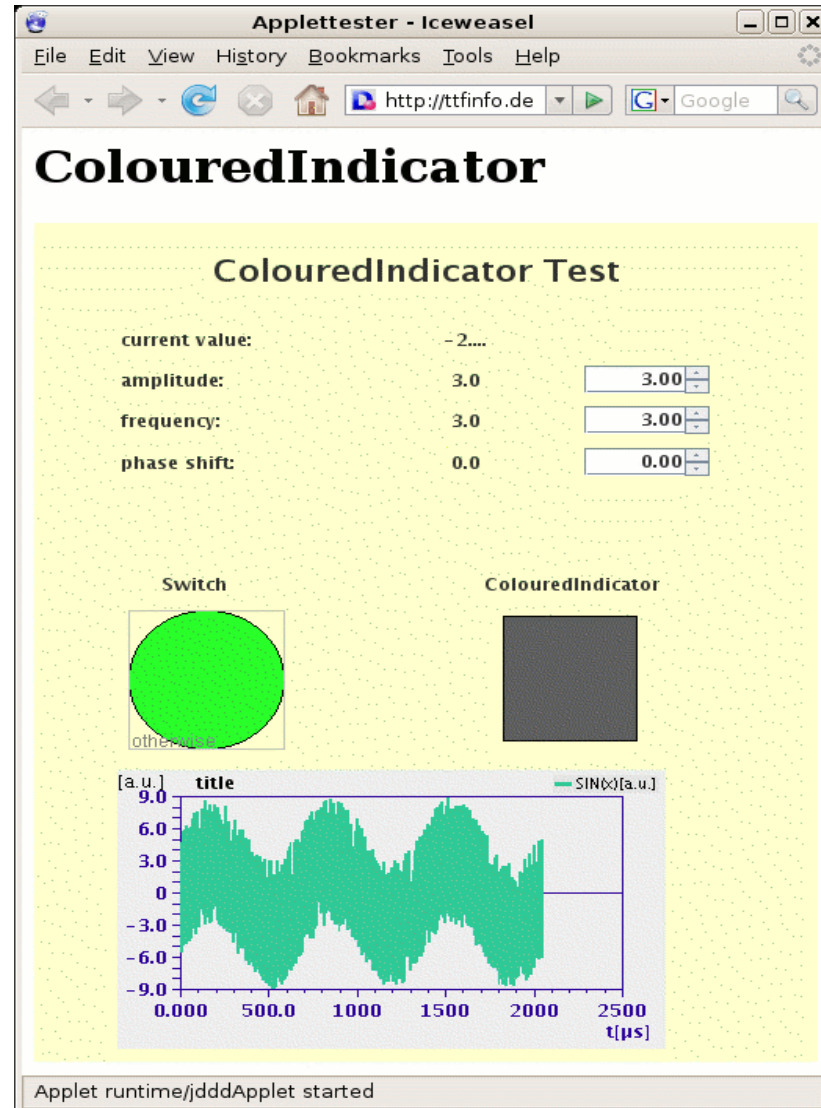 Applettester - Iceweasel
File Edit View History Bookmarks Tools Help
http://ttfinfo.de G Google
ColouredIndicator
ColouredIndicator Test
current value: -2....
amplitude: 3.0 3.00
frequency: 3.0 3.00
phase shift: 0.0 0.00
Switch ColouredIndicator
otherwise
[a.u.] title SIN(x)[a.u.]
9.0
6.0
3.0
0
-3.0
-6.0
-9.0
0.000 500.0 1000 1500 2000 2500
t[µs]
Applet runtime/jdddApplet started